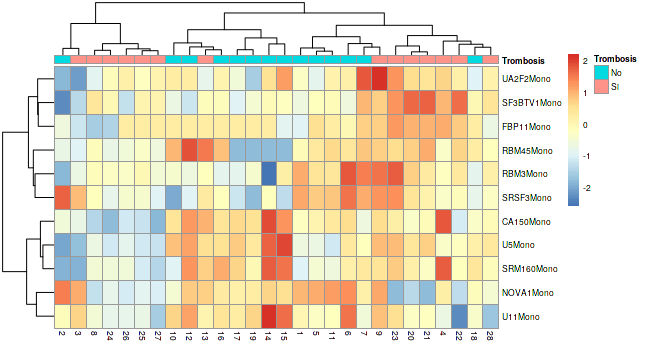 Trombosis
UA2F2Mono
SF3BTV1Mono
FBP11Mono
RBM45Mono
RBM3Mono
SRSF3Mono
CA150Mono
U5Mono
SRM160Mono
NOVA1Mono
U11Mono
2 3 8 24 26 25 27 10 12 13 16 17 19 14 15 1 5 11 6 7 9 23 20 21 4 22 18 28
2
1
0
-1
-2
Trombosis
No
SI